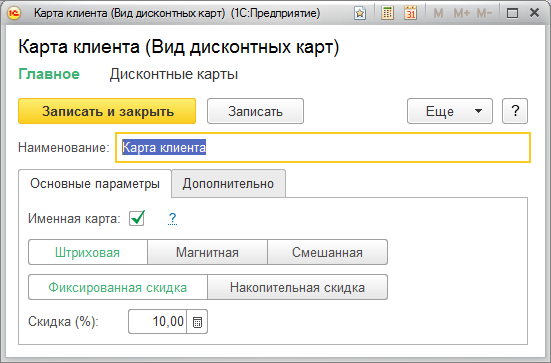 Карта клиента (Вид дисконтных карт) (1С:Предприятие) 31 M M+ M-
Карта клиента (Вид дисконтных карт)
Главное Дисконтные карты
Записать и закрыть Записать Еще ?
Наименование: Карта клиента
Основные параметры Дополнительно
Именная карта: ?
Штриховая Магнитная Смешанная
Фиксированная скидка Накопительная скидка
Скидка (%): 10,00